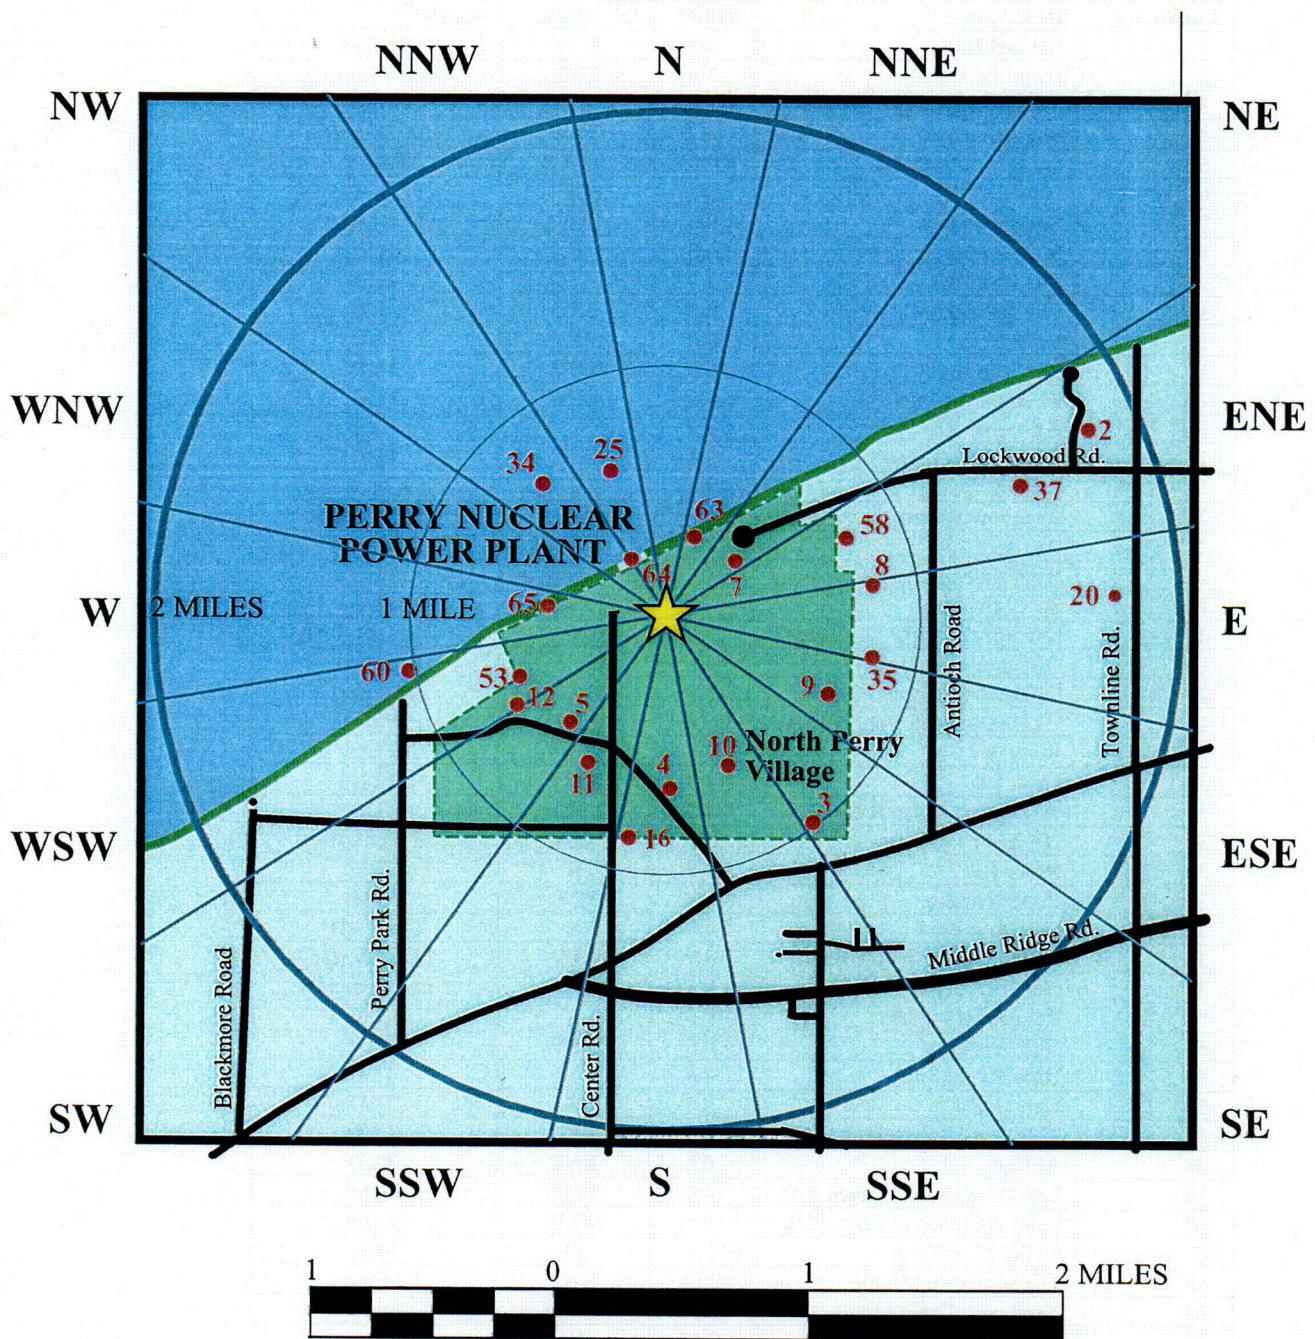 NNW N NNE
NW NE
WNW ENE
2
Lockwood Rd.
25
34
37
63
PERRY NUCLEAR
POWER PLANT
58
64
7
8
65
20
W 2 MILES 1 MILE E
60
53
12
5
9
35
Antioch Road
Townline Rd.
10 North Perry
Village
11
4
3
16
WSW ESE
Perry Park Rd.
Blackmore Road
Middle Ridge Rd.
Center Rd.
SW SE
SSW S SSE
1 0 1 2 MILES